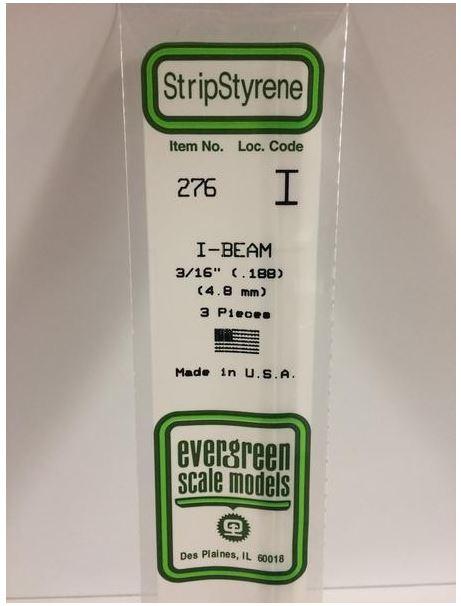 StripStyrene
Item No. Loc. Code
276 I
I-BEAM
3/16" (.188)
(4.8 mm)
3 Pieces
Made in U.S.A.
evergreen
scale models
Des Plaines, IL 60018